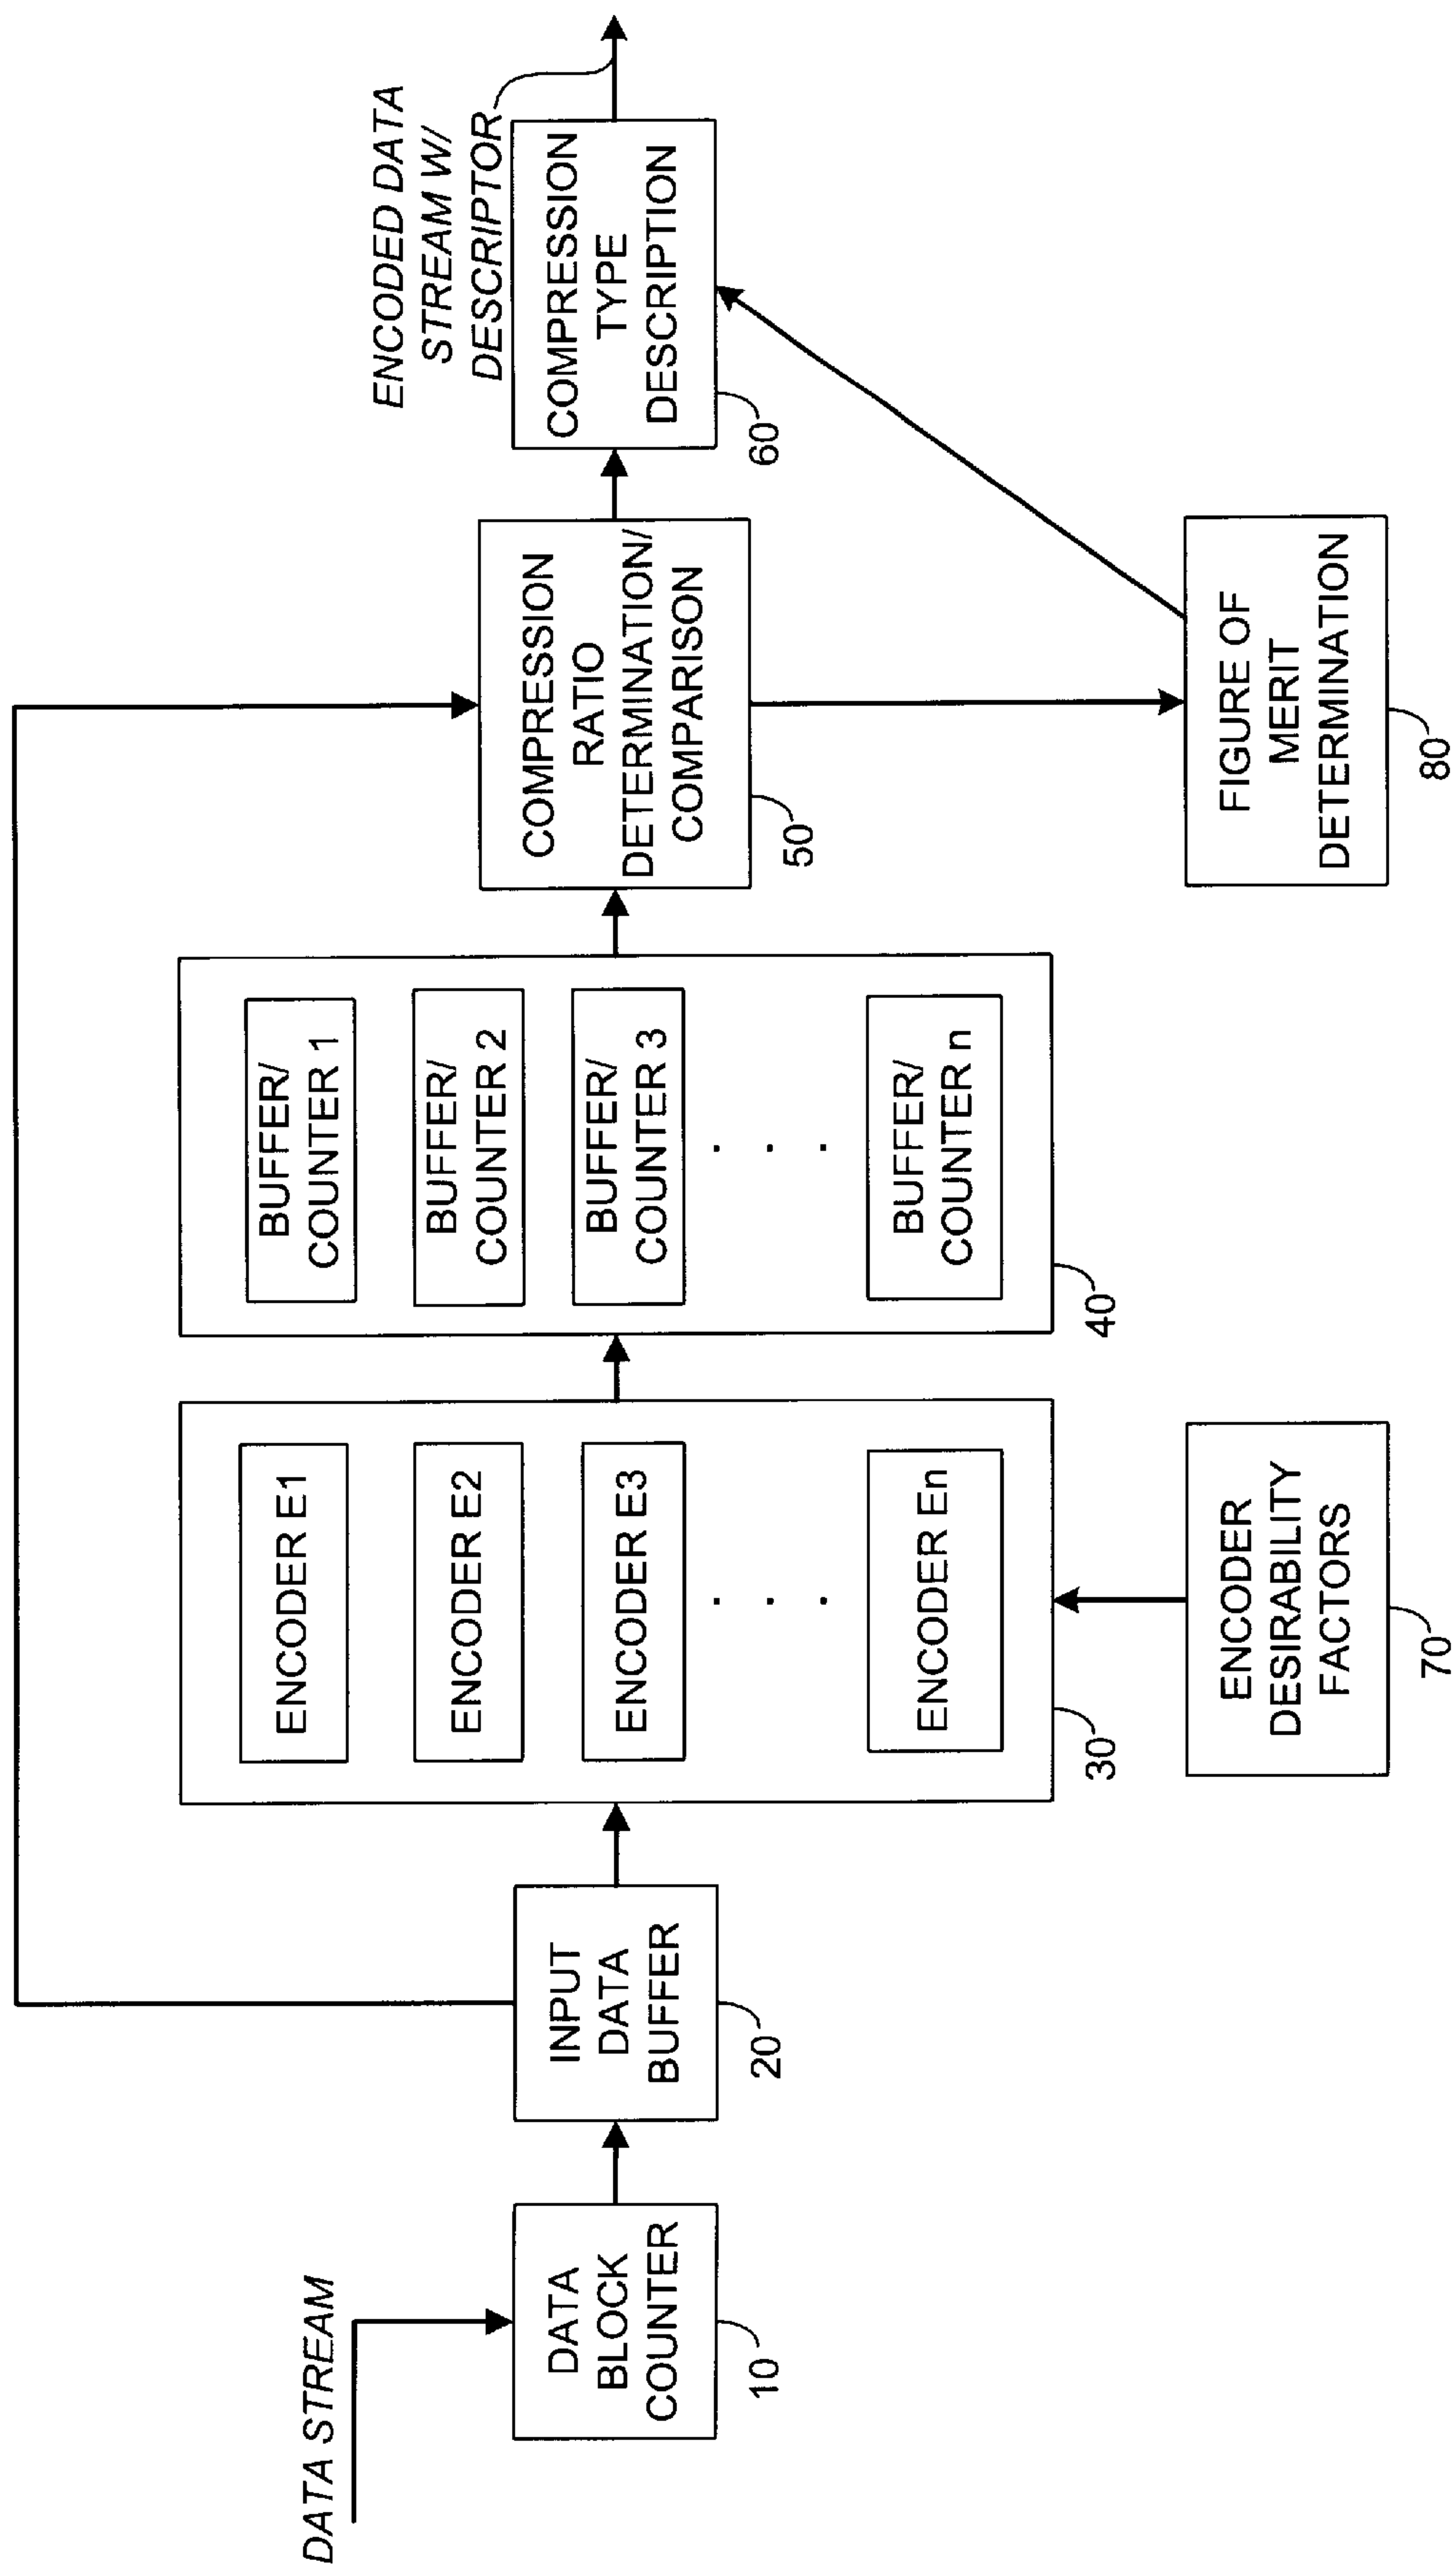 DATA STREAM
DATA
BLOCK
COUNTER
10
INPUT
DATA
BUFFER
20
ENCODER E1
ENCODER E2
ENCODER E3
. . .
ENCODER En
30
ENCODER
DESIRABILITY
FACTORS
70
BUFFER/
COUNTER 1
BUFFER/
COUNTER 2
BUFFER/
COUNTER 3
. . .
BUFFER/
COUNTER n
40
COMPRESSION
RATIO
DETERMINATION/
COMPARISON
50
FIGURE OF
MERIT
DETERMINATION
80
COMPRESSION
TYPE
DESCRIPTION
60
ENCODED DATA
STREAM W/
DESCRIPTOR